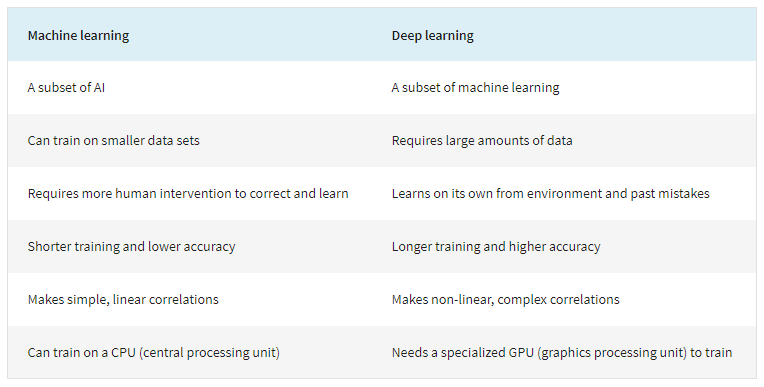 Machine learning Deep learning
A subset of AI A subset of machine learning
Can train on smaller data sets Requires large amounts of data
Requires more human intervention to correct and learn Learns on its own from environment and past mistakes
Shorter training and lower accuracy Longer training and higher accuracy
Makes simple, linear correlations Makes non-linear, complex correlations
Can train on a CPU (central processing unit) Needs a specialized GPU (graphics processing unit) to train